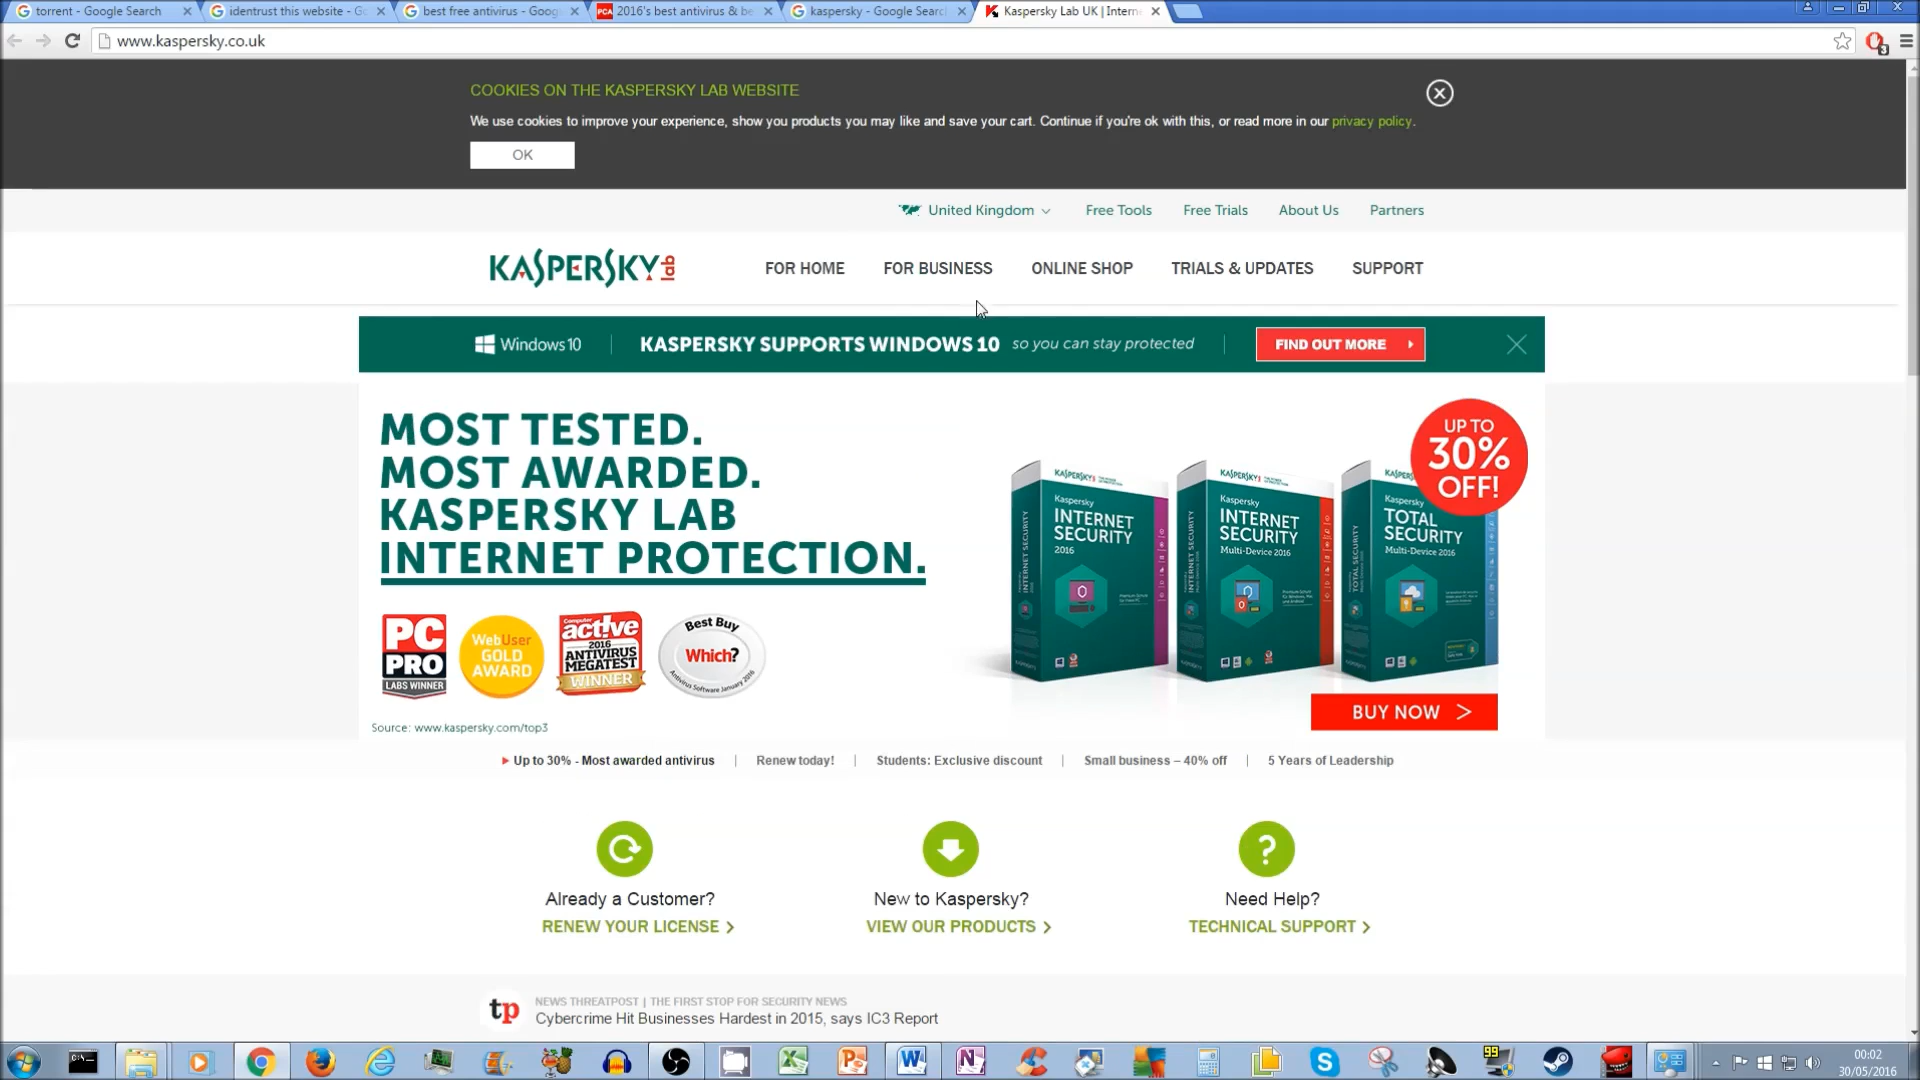 torrent - Google Search
identrust this website - Go
best free antivirus - Goog
2016's best antivirus & be
kaspersky - Google Searc
Kaspersky Lab UK | Intern
www.kaspersky.co.uk
COOKIES ON THE KASPERSKY LAB WEBSITE
We use cookies to improve your experience, show you products you may like and save your cart. Continue if you're ok with this, or read more in our privacy policy.
OK
United Kingdom
Free Tools
Free Trials
About Us
Partners
KASPERSKY lab
FOR HOME
FOR BUSINESS
ONLINE SHOP
TRIALS & UPDATES
SUPPORT
Windows 10
KASPERSKY SUPPORTS WINDOWS 10 so you can stay protected
FIND OUT MORE
MOST TESTED.
MOST AWARDED.
KASPERSKY LAB
INTERNET PROTECTION.
UP TO
30%
OFF!
Kaspersky
INTERNET
SECURITY
2016
Kaspersky
INTERNET
SECURITY
Multi-Device 2016
Kaspersky
TOTAL
SECURITY
Multi-Device 2016
PC
PRO
LABS WINNER
WebUser
GOLD
AWARD
Computer
active
2016
ANTIVIRUS
MEGATEST
WINNER
Best Buy
Which?
Antivirus Software January 2016
BUY NOW >
Source: www.kaspersky.com/top3
Up to 30% - Most awarded antivirus
Renew today!
Students: Exclusive discount
Small business – 40% off
5 Years of Leadership
Already a Customer?
RENEW YOUR LICENSE
New to Kaspersky?
VIEW OUR PRODUCTS
Need Help?
TECHNICAL SUPPORT
tp
NEWS THREATPOST | THE FIRST STOP FOR SECURITY NEWS
Cybercrime Hit Businesses Hardest in 2015, says IC3 Report
00:02
30/05/2016